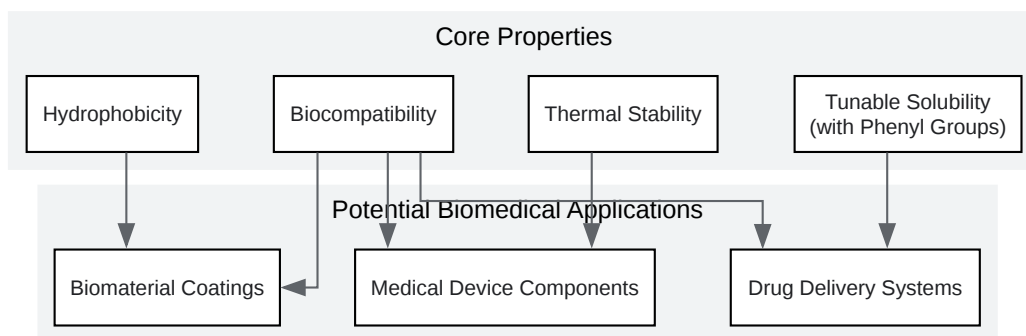 Core Properties
Hydrophobicity
Biocompatibility
Thermal Stability
Tunable Solubility
(with Phenyl Groups)
Potential Biomedical Applications
Biomaterial Coatings
Medical Device Components
Drug Delivery Systems